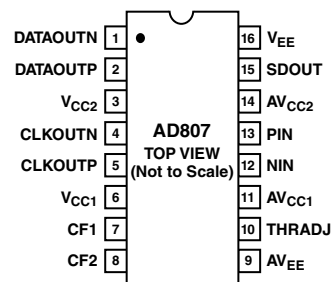 DATAOUTN 1 16 VEE
DATAOUTP 2 15 SDOUT
VCC2 3 14 AVCC2
CLKOUTN 4 AD807 13 PIN
CLKOUTP 5 TOP VIEW 12 NIN
(Not to Scale)
VCC1 6 11 AVCC1
CF1 7 10 THRADJ
CF2 8 9 AVEE